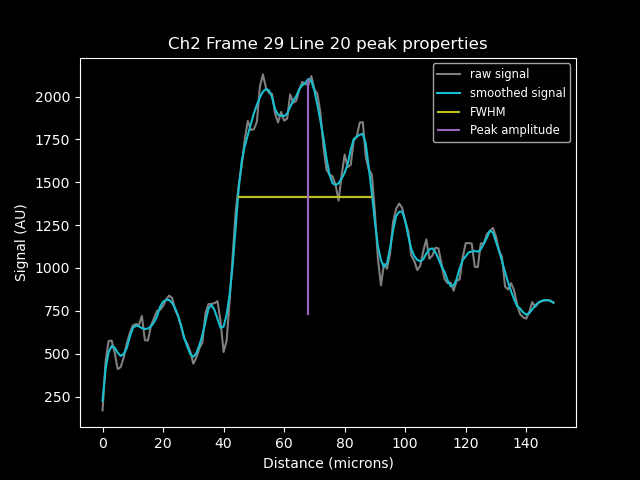 Ch2 Frame 29 Line 20 peak properties
raw signal
smoothed signal
FWHM
Peak amplitude
Signal (AU)
2000
1750
1500
1250
1000
750
500
250
0 20 40 60 80 100 120 140
Distance (microns)